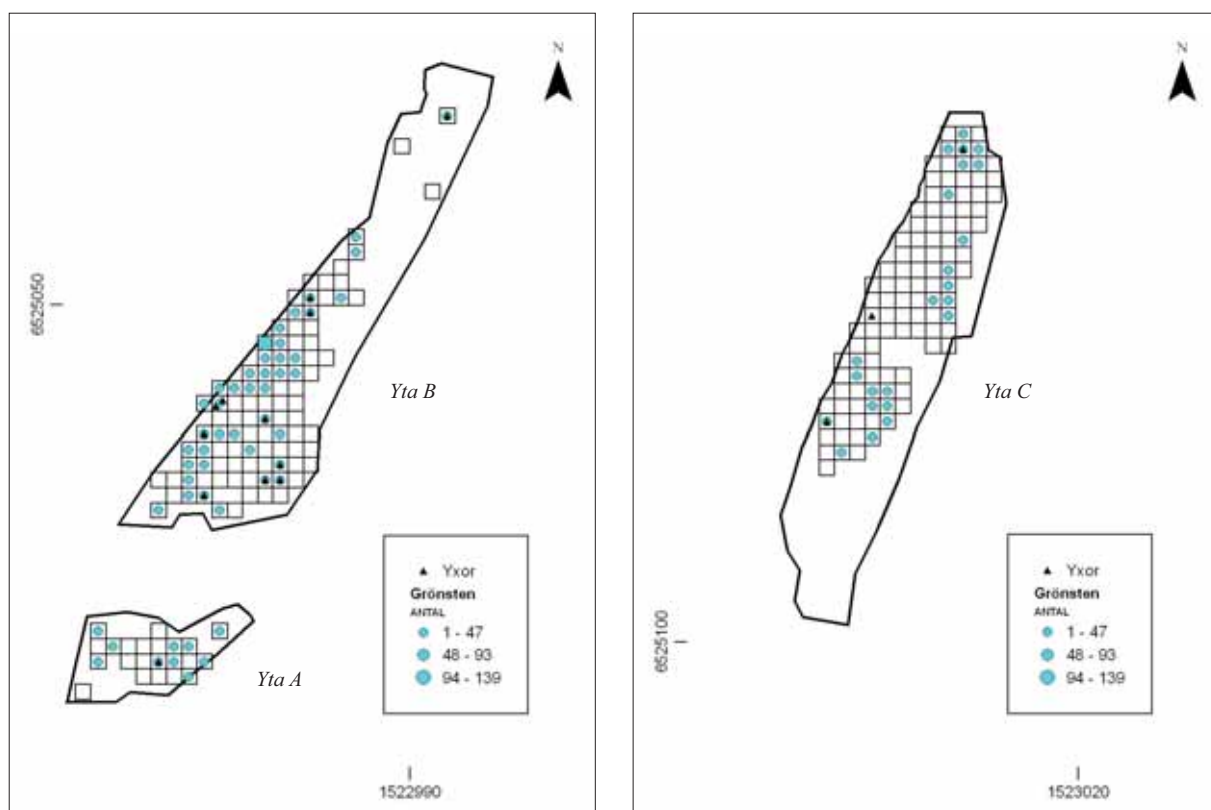 N
6525050
Yta B
Yxor
Grönsten
ANTAL
1 - 47
48 - 93
94 - 139
Yta A
1522990
N
Yta C
Yxor
Grönsten
ANTAL
1 - 47
48 - 93
94 - 139
6525100
1523020